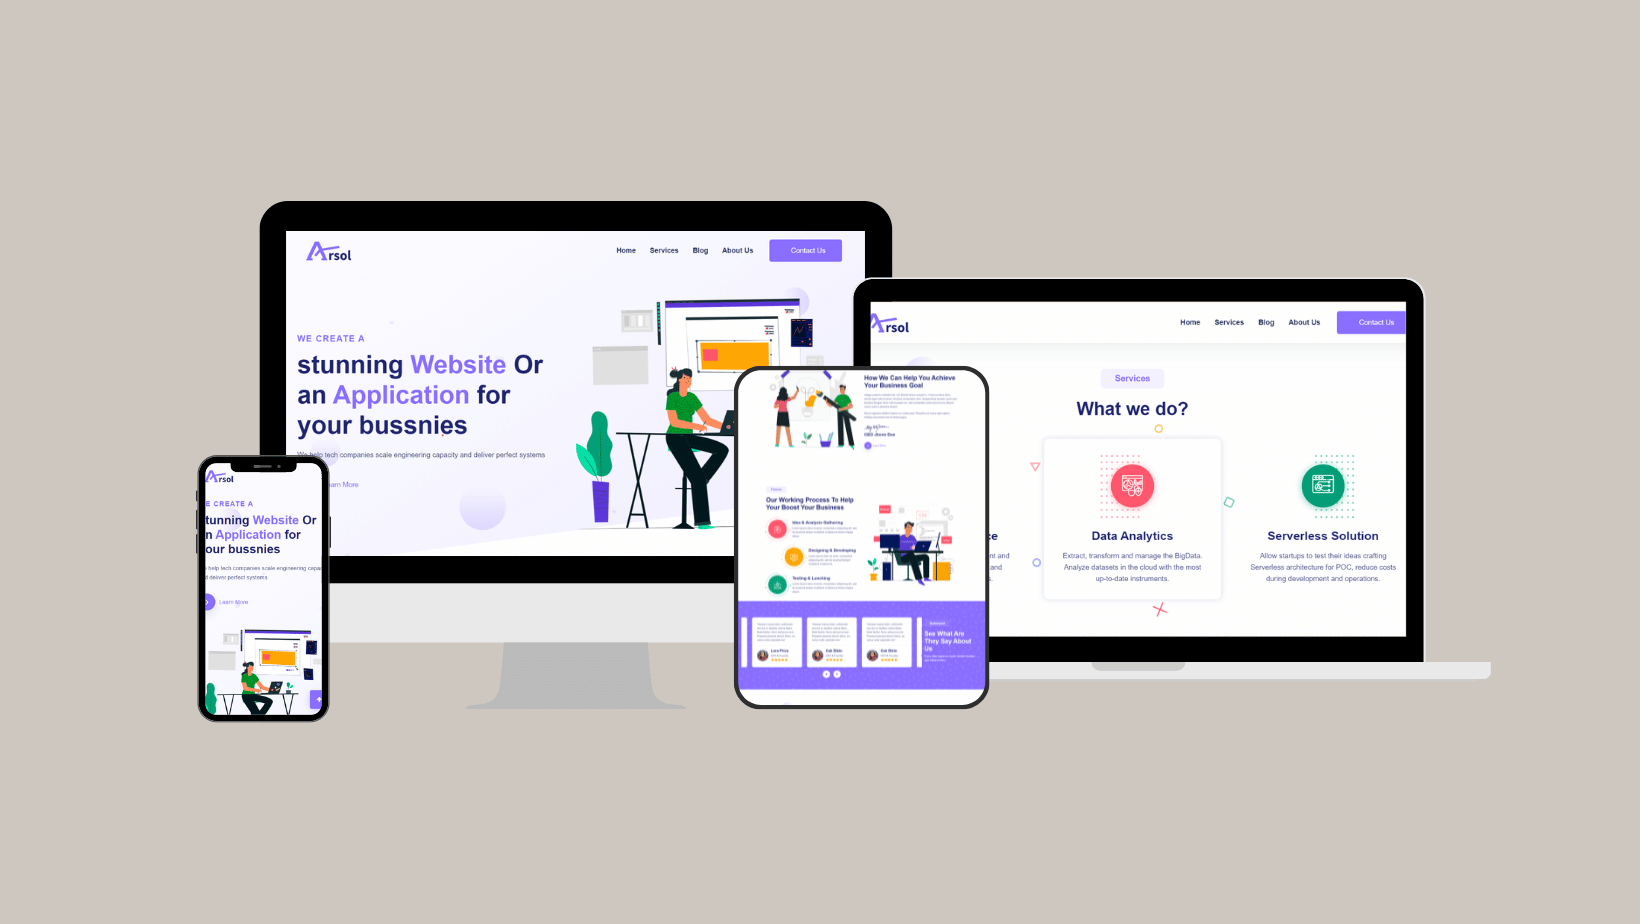 Arsol
Home Services Blog About Us Contact Us
WE CREATE A
stunning Website Or
an Application for
your bussnies
We help tech companies scale engineering capacity and deliver perfect systems
arn More
Arsol
E CREATE A
tunning Website Or
n Application for
our bussnies
help tech companies scale engineering capa
d deliver perfect systems
Learn More
How We Can Help You Achieve
Your Business Goal
CEO
Our Working Process To Help
Your Boost Your Business
Idea & Analysis Gathering
Designing & Developing
Testing & Lunching
See What Are
They Say About
Us
Arsol
Home Services Blog About Us Contact Us
Services
What we do?
ce
nt and
and
s.
Data Analytics
Extract, transform and manage the BigData.
Analyze datasets in the cloud with the most
up-to-date instruments.
Serverless Solution
Allow startups to test their ideas crafting
Serverless architecture for POC, reduce costs
during development and operations.